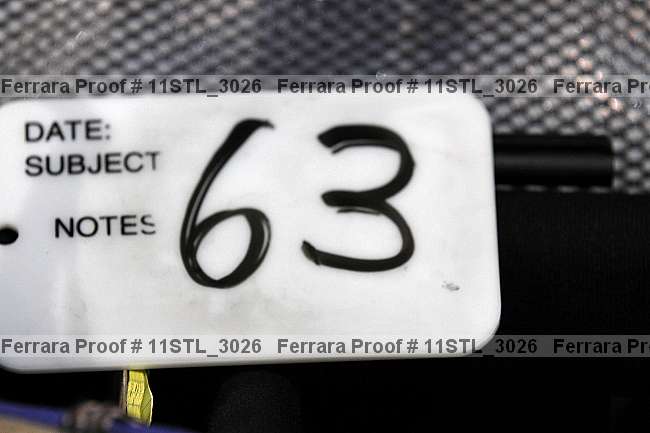 Ferrara Proof # 11STL_3026 Ferrara Proof # 11STL_3026 Ferrara Pro
DATE:
SUBJECT
NOTES
63
Ferrara Proof # 11STL_3026 Ferrara Proof # 11STL_3026 Ferrara Pro